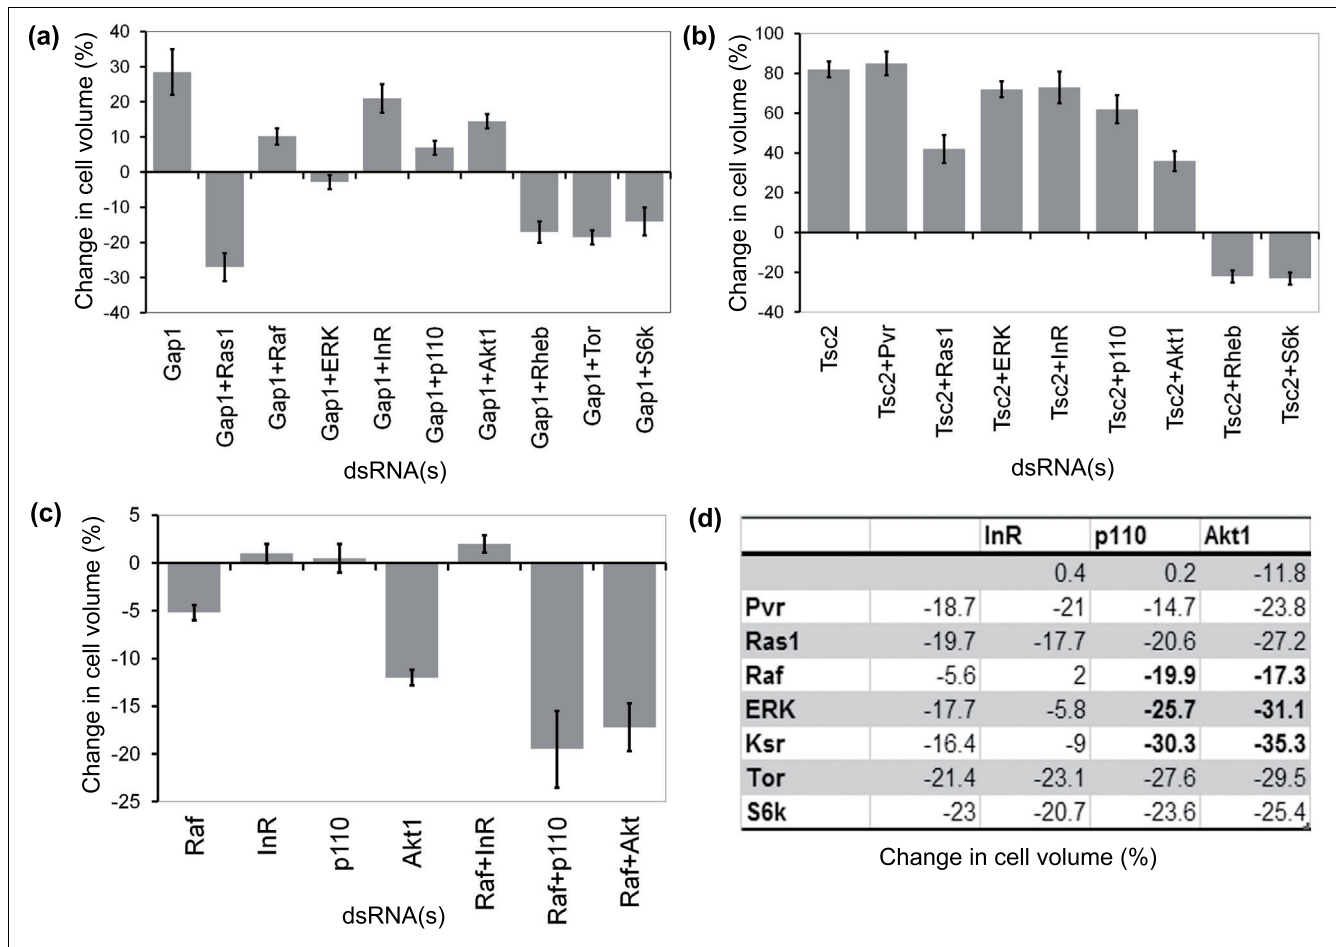 (a)
Change in cell volume (%)
40
30
20
10
0
-10
-20
-30
-40
Gap1
Gap1+Ras1
Gap1+Raf
Gap1+ERK
Gap1+InR
Gap1+p110
Gap1+Akt1
Gap1+Rheb
Gap1+Tor
Gap1+S6k
dsRNA(s)
(b)
Change in cell volume (%)
100
80
60
40
20
0
-20
-40
Tsc2
Tsc2+Pvr
Tsc2+Ras1
Tsc2+ERK
Tsc2+InR
Tsc2+p110
Tsc2+Akt1
Tsc2+Rheb
Tsc2+S6k
dsRNA(s)
(c)
Change in cell volume (%)
5
0
-5
-10
-15
-20
-25
Raf
InR
p110
Akt1
Raf+InR
Raf+p110
Raf+Akt
dsRNA(s)
(d)
InR p110 Akt1
0.4 0.2 -11.8
Pvr -18.7 -21 -14.7 -23.8
Ras1 -19.7 -17.7 -20.6 -27.2
Raf -5.6 2 -19.9 -17.3
ERK -17.7 -5.8 -25.7 -31.1
Ksr -16.4 -9 -30.3 -35.3
Tor -21.4 -23.1 -27.6 -29.5
S6k -23 -20.7 -23.6 -25.4
Change in cell volume (%)